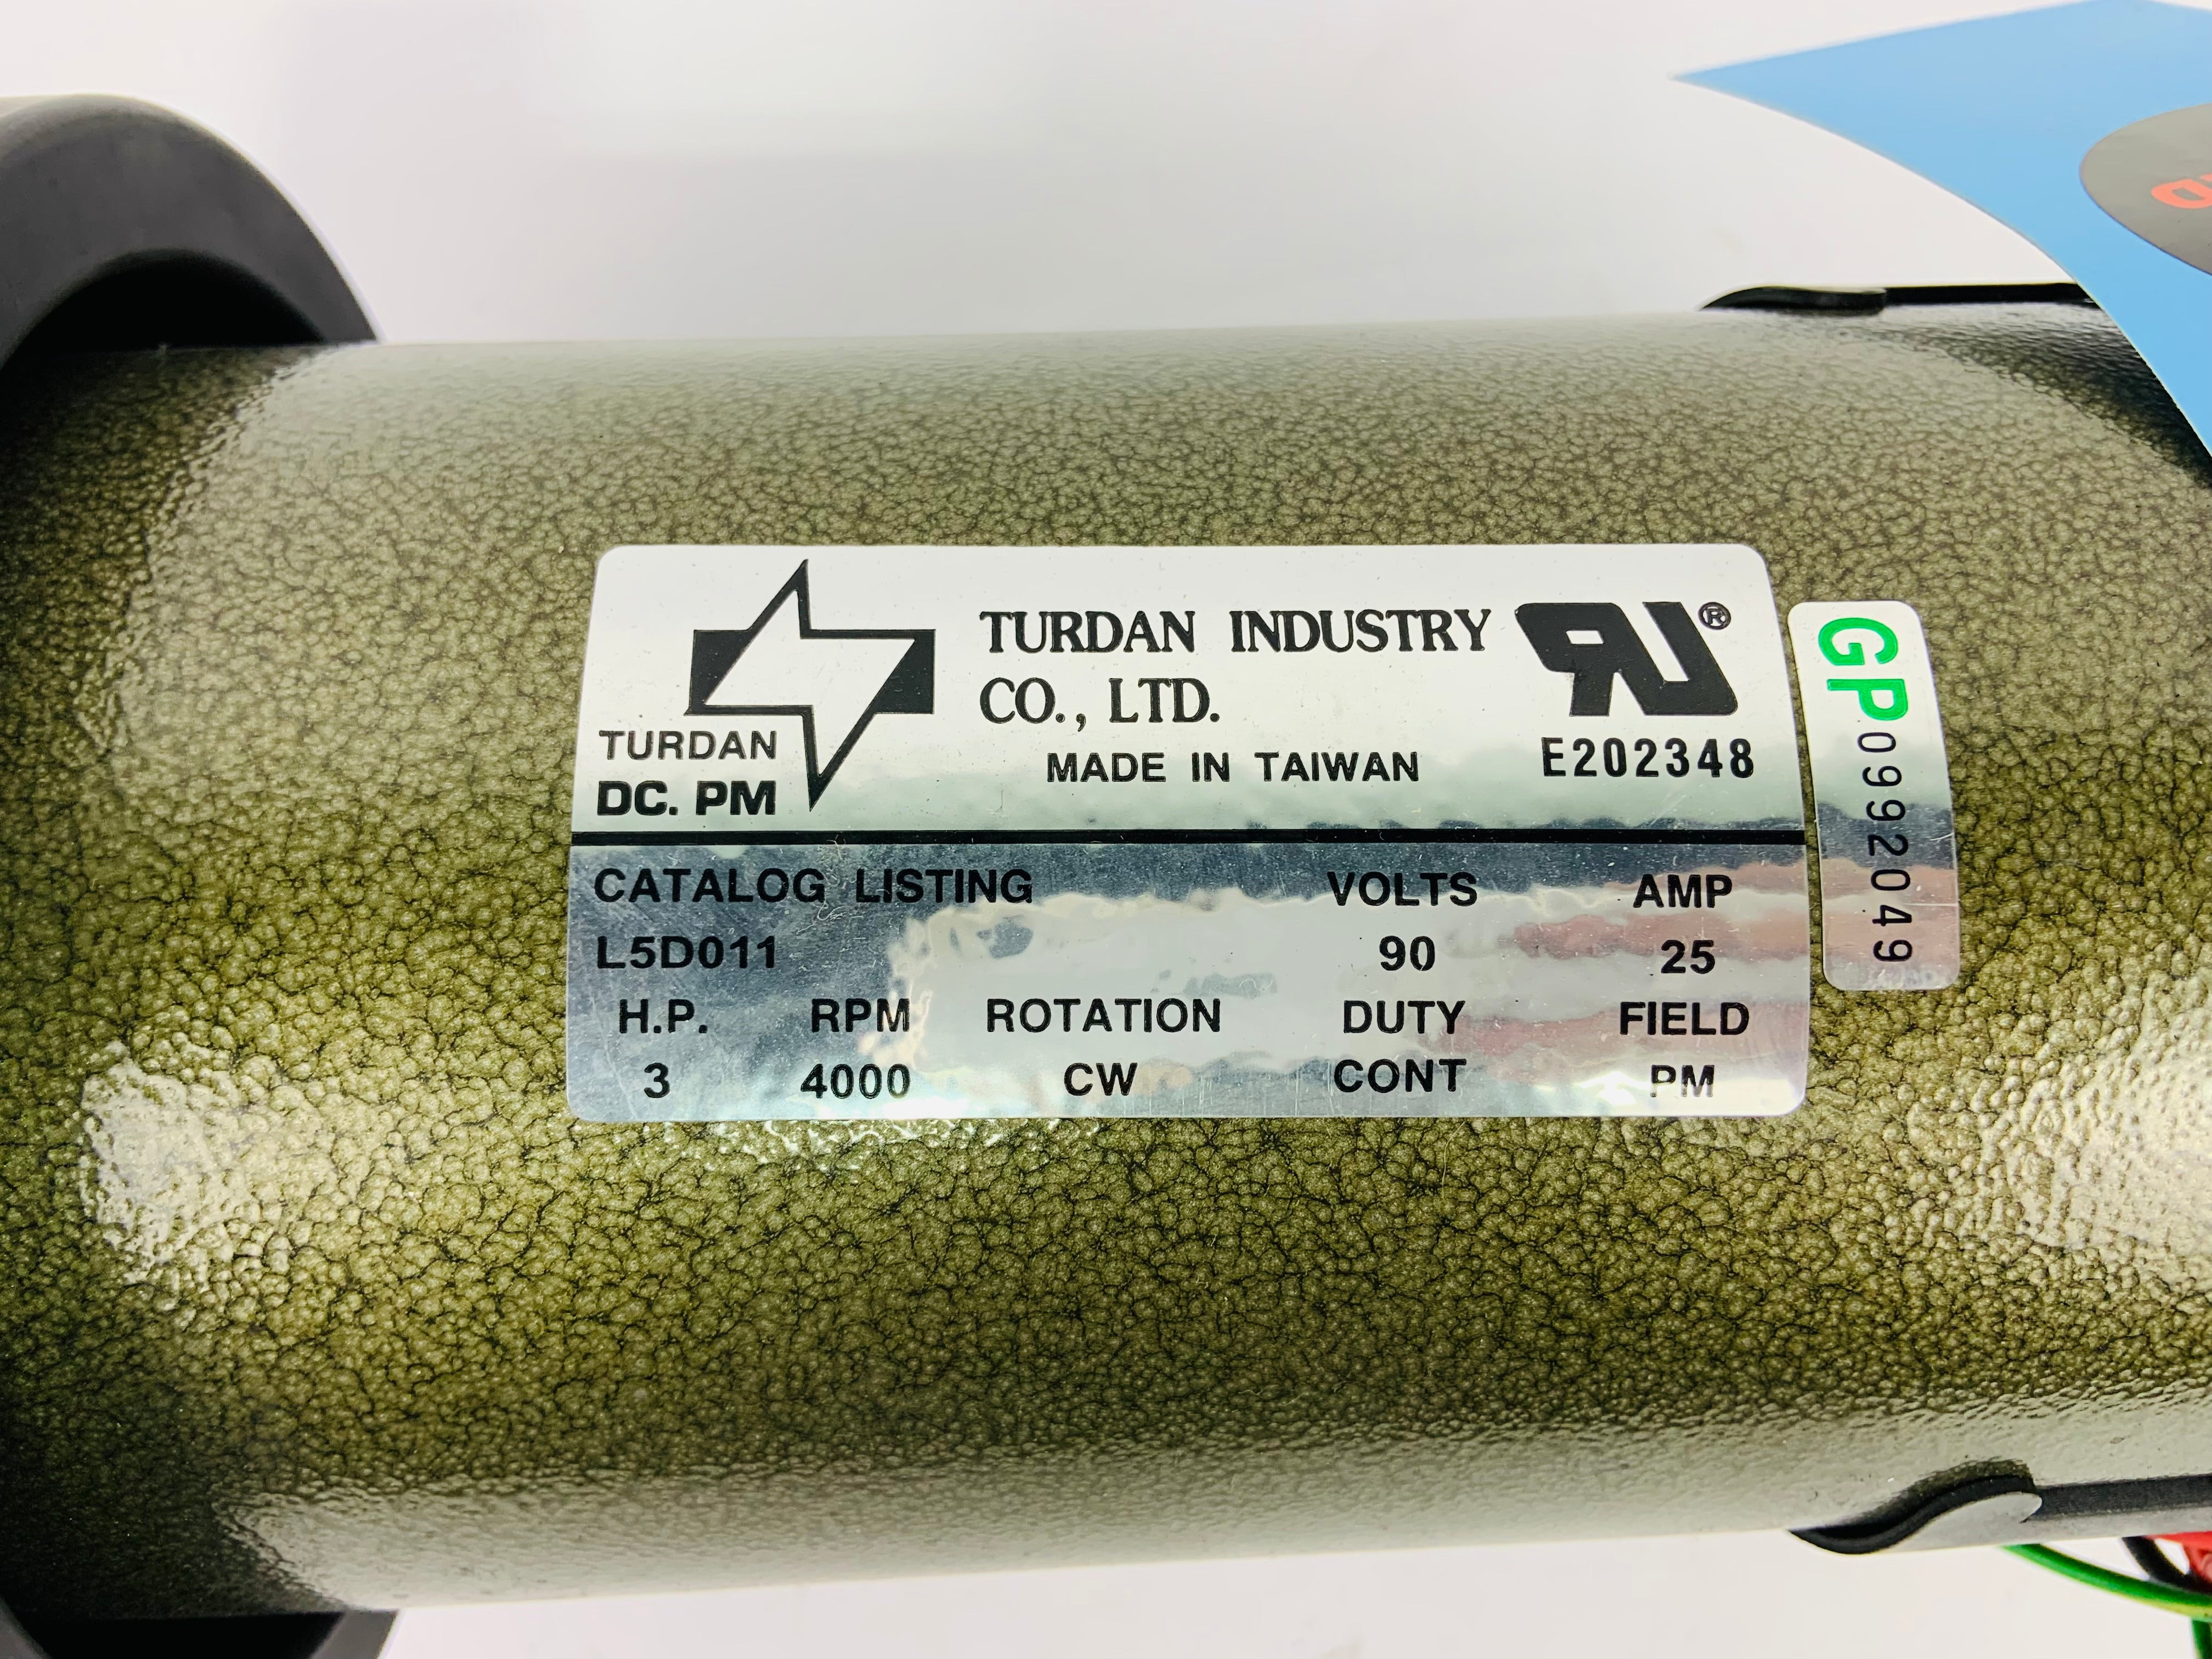 TURDAN INDUSTRY
CO., LTD.
MADE IN TAIWAN
E202348
TURDAN
DC. PM
CATALOG LISTING VOLTS AMP
L5D011 90 25
H.P. RPM ROTATION DUTY FIELD
3 4000 CW CONT PM
GP0992049